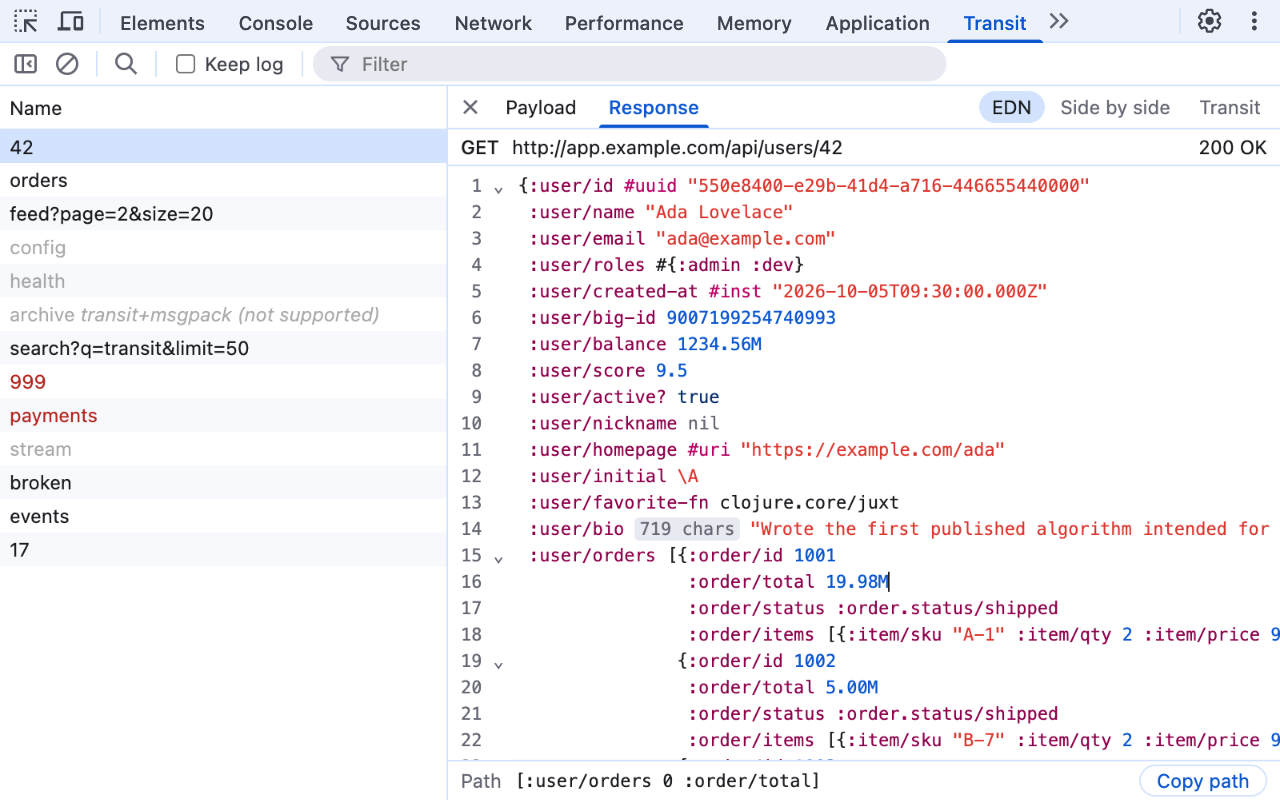 Elements Console Sources Network Performance Memory Application Transit
Keep log Filter
Name
42
orders
feed?page=2&size=20
config
health
archive transit+msgpack (not supported)
search?q=transit&limit=50
999
payments
stream
broken
events
17
Payload Response EDN Side by side Transit
GET http://app.example.com/api/users/42 200 OK
1 {:user/id #uuid "550e8400-e29b-41d4-a716-446655440000"
2 :user/name "Ada Lovelace"
3 :user/email "ada@example.com"
4 :user/roles #{:admin :dev}
5 :user/created-at #inst "2026-10-05T09:30:00.000Z"
6 :user/big-id 9007199254740993
7 :user/balance 1234.56M
8 :user/score 9.5
9 :user/active? true
10 :user/nickname nil
11 :user/homepage #uri "https://example.com/ada"
12 :user/initial \A
13 :user/favorite-fn clojure.core/juxt
14 :user/bio 719 chars "Wrote the first published algorithm intended for
15 :user/orders [{:order/id 1001
16 :order/total 19.98M
17 :order/status :order.status/shipped
18 :order/items [{:item/sku "A-1" :item/qty 2 :item/price 9
19 {:order/id 1002
20 :order/total 5.00M
21 :order/status :order.status/shipped
22 :order/items [{:item/sku "B-7" :item/qty 2 :item/price 9
Path [:user/orders 0 :order/total] Copy path